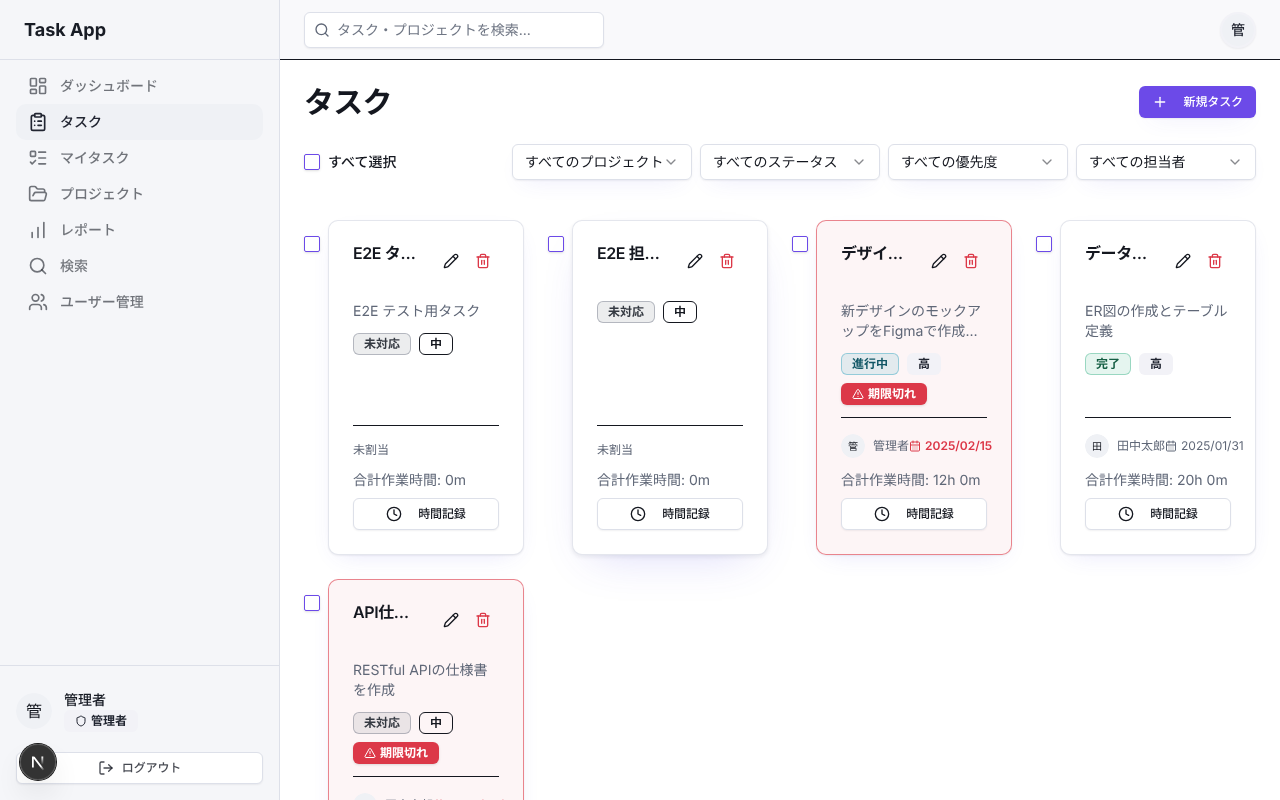 Task App
タスク・プロジェクトを検索...
管
ダッシュボード
タスク
マイタスク
プロジェクト
レポート
検索
ユーザー管理
管
管理者
管理者
N
ログアウト
タスク
新規タスク
すべて選択
すべてのプロジェクト
すべてのステータス
すべての優先度
すべての担当者
E2E タ...
E2E テスト用タスク
未対応 中
未割当
合計作業時間: 0m
時間記録
E2E 担...
未対応 中
未割当
合計作業時間: 0m
時間記録
デザイ...
新デザインのモックア
ップをFigmaで作成...
進行中 高
期限切れ
管 管理者 2025/02/15
合計作業時間: 12h 0m
時間記録
データ...
ER図の作成とテーブル
定義
完了 高
田 田中太郎 2025/01/31
合計作業時間: 20h 0m
時間記録
API仕...
RESTful APIの仕様書
を作成
未対応 中
期限切れ